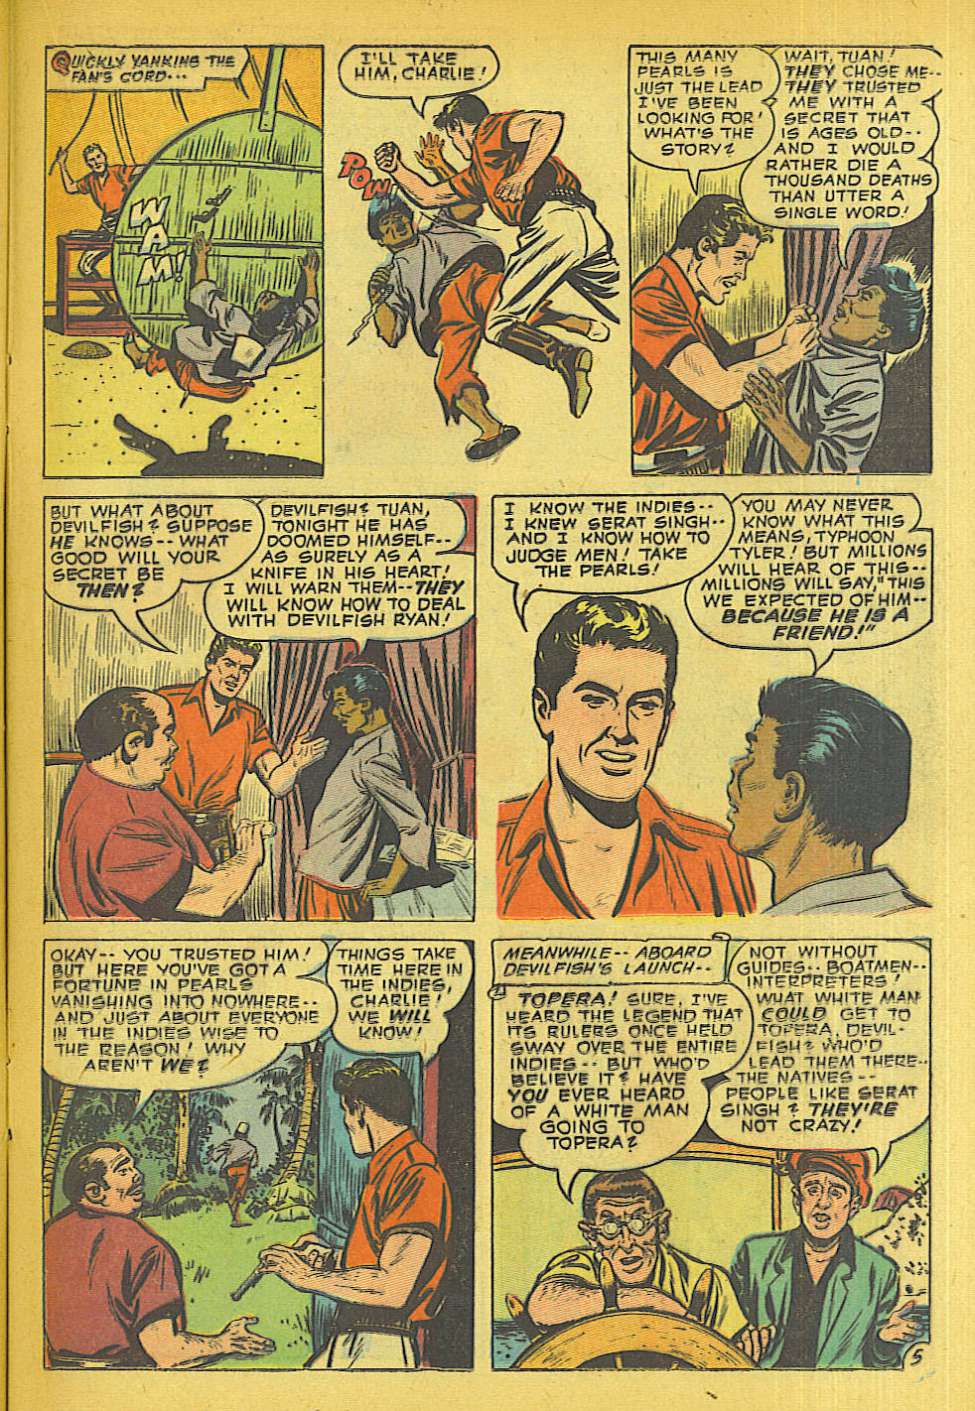 QUICKLY YANKING THE
FAN'S CORD...
WAM!
I'LL TAKE
HIM, CHARLIE!
POW!
THIS MANY
PEARLS IS
JUST THE LEAD
I'VE BEEN
LOOKING FOR!
WHAT'S THE
STORY?
WAIT, TUAN!
THEY CHOSE ME--
THEY TRUSTED
ME WITH A
SECRET THAT
IS AGES OLD--
AND I WOULD
RATHER DIE A
THOUSAND DEATHS
THAN UTTER A
SINGLE WORD!
BUT WHAT ABOUT
DEVILFISH? SUPPOSE
HE KNOWS-- WHAT
GOOD WILL YOUR
SECRET BE
THEN?
DEVILFISH? TUAN,
TONIGHT HE HAS
DOOMED HIMSELF--
AS SURELY AS A
KNIFE IN HIS HEART!
I WILL WARN THEM-- THEY
WILL KNOW HOW TO DEAL
WITH DEVILFISH RYAN!
I KNOW THE INDIES--
I KNEW SERAT SINGH--
AND I KNOW HOW TO
JUDGE MEN! TAKE
THE PEARLS!
YOU MAY NEVER
KNOW WHAT THIS
MEANS, TYPHOON
TYLER! BUT MILLIONS
WILL HEAR OF THIS--
MILLIONS WILL SAY, "THIS
WE EXPECTED OF HIM--
BECAUSE HE IS A
FRIEND!"
OKAY-- YOU TRUSTED HIM!
BUT HERE YOU'VE GOT A
FORTUNE IN PEARLS
VANISHING INTO NOWHERE--
AND JUST ABOUT EVERYONE
IN THE INDIES WISE TO
THE REASON! WHY
AREN'T WE?
THINGS TAKE
TIME HERE IN
THE INDIES,
CHARLIE!
WE WILL
KNOW!
MEANWHILE-- ABOARD
DEVILFISH'S LAUNCH--
TOPERA! SURE, I'VE
HEARD THE LEGEND THAT
ITS RULERS ONCE HELD
SWAY OVER THE ENTIRE
INDIES-- BUT WHO'D
BELIEVE IT? HAVE
YOU EVER HEARD
OF A WHITE MAN
GOING TO
TOPERA?
NOT WITHOUT
GUIDES-- BOATMEN--
INTERPRETERS!
WHAT WHITE MAN
COULD GET TO
TOPERA, DEVIL-
FISH? WHO'D
LEAD THEM THERE--
THE NATIVES--
PEOPLE LIKE SERAT
SINGH? THEY'RE
NOT CRAZY!
5